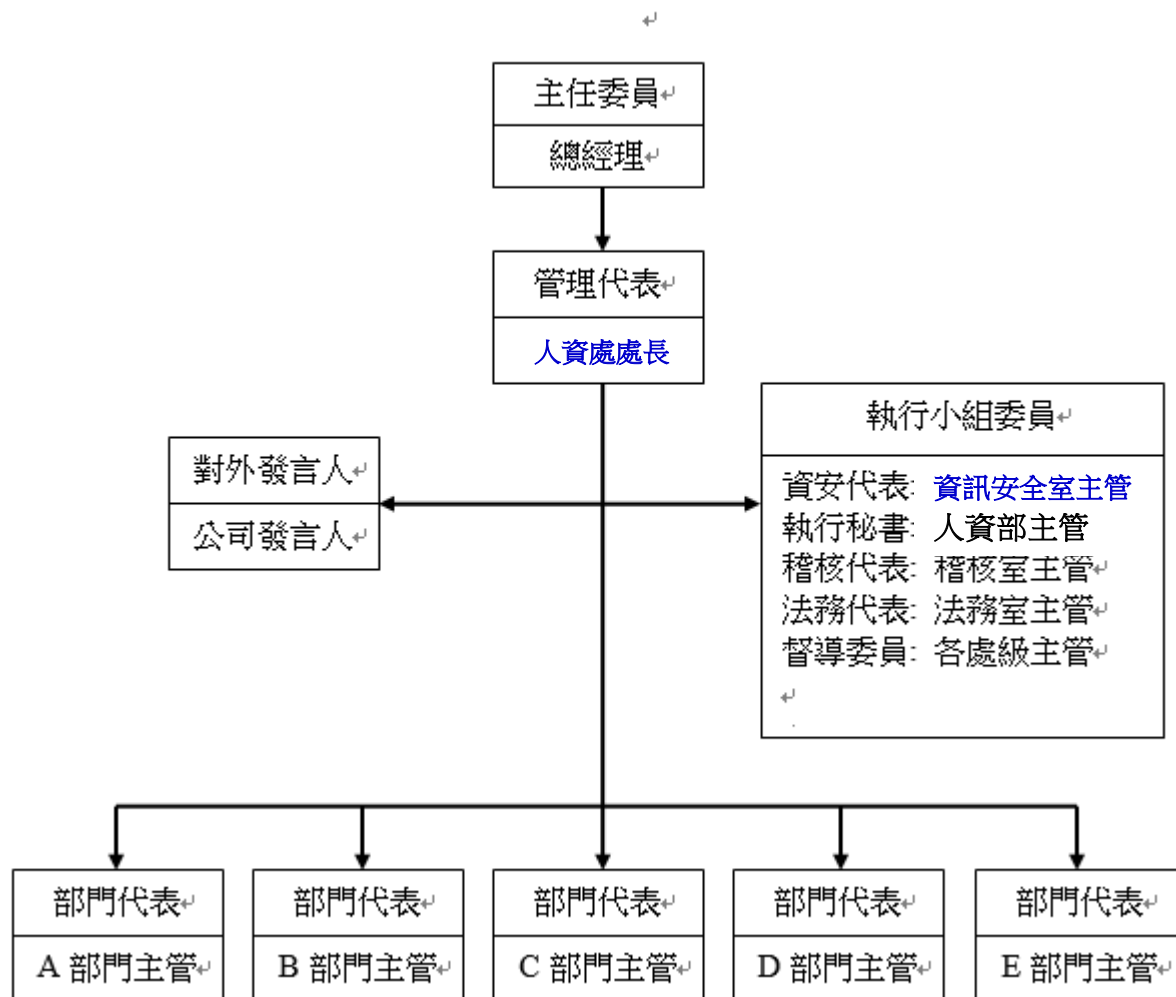 主任委員
總經理
管理代表
人資處處長
對外發言人
公司發言人
執行小組委員
資安代表: 資訊安全室主管
執行秘書: 人資部主管
稽核代表: 稽核室主管
法務代表: 法務室主管
督導委員: 各處級主管
部門代表
A 部門主管
部門代表
B 部門主管
部門代表
C 部門主管
部門代表
D 部門主管
部門代表
E 部門主管